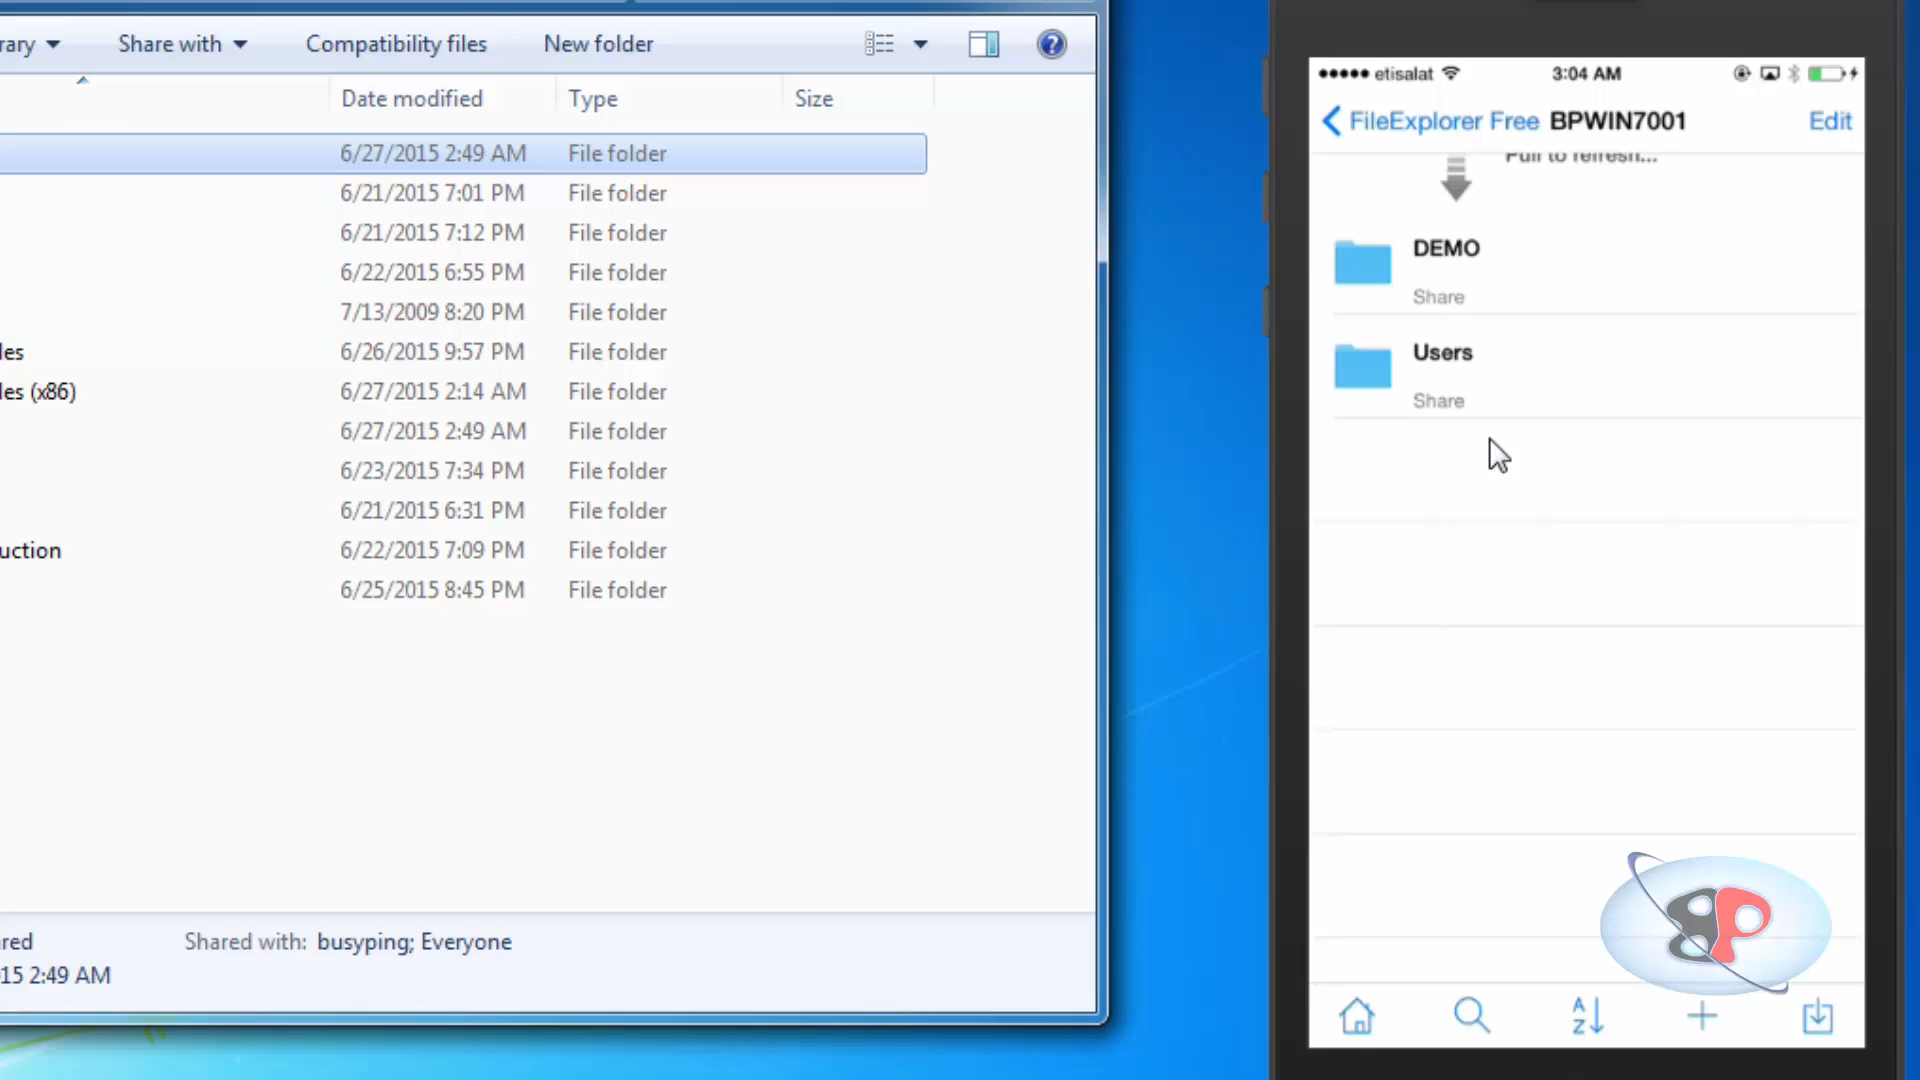 rary Share with Compatibility files New folder
Date modified Type Size
6/27/2015 2:49 AM File folder
6/21/2015 7:01 PM File folder
6/21/2015 7:12 PM File folder
6/22/2015 6:55 PM File folder
7/13/2009 8:20 PM File folder
les 6/26/2015 9:57 PM File folder
les (x86) 6/27/2015 2:14 AM File folder
6/27/2015 2:49 AM File folder
6/23/2015 7:34 PM File folder
6/21/2015 6:31 PM File folder
uction 6/22/2015 7:09 PM File folder
6/25/2015 8:45 PM File folder
ared Shared with: busyping; Everyone
15 2:49 AM
etisalat 3:04 AM
FileExplorer Free BPWIN7001 Edit
Pull to refresh...
DEMO
Share
Users
Share
BP
A
Z